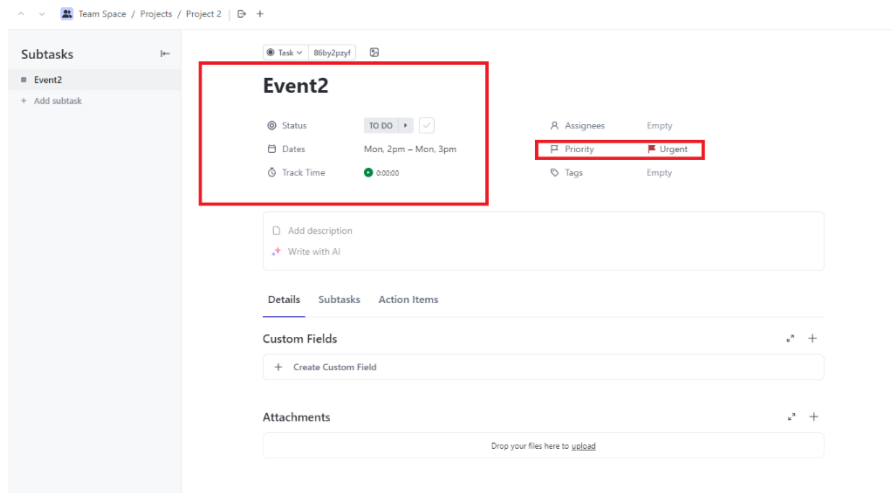 Team Space / Projects / Project 2
Subtasks
Event2
Add subtask
Task 86by2pzyf
Event2
Status TO DO
Assignees Empty
Dates Mon, 2pm – Mon, 3pm
Priority Urgent
Track Time 0:00:00
Tags Empty
Add description
Write with AI
Details Subtasks Action Items
Custom Fields
Create Custom Field
Attachments
Drop your files here to upload